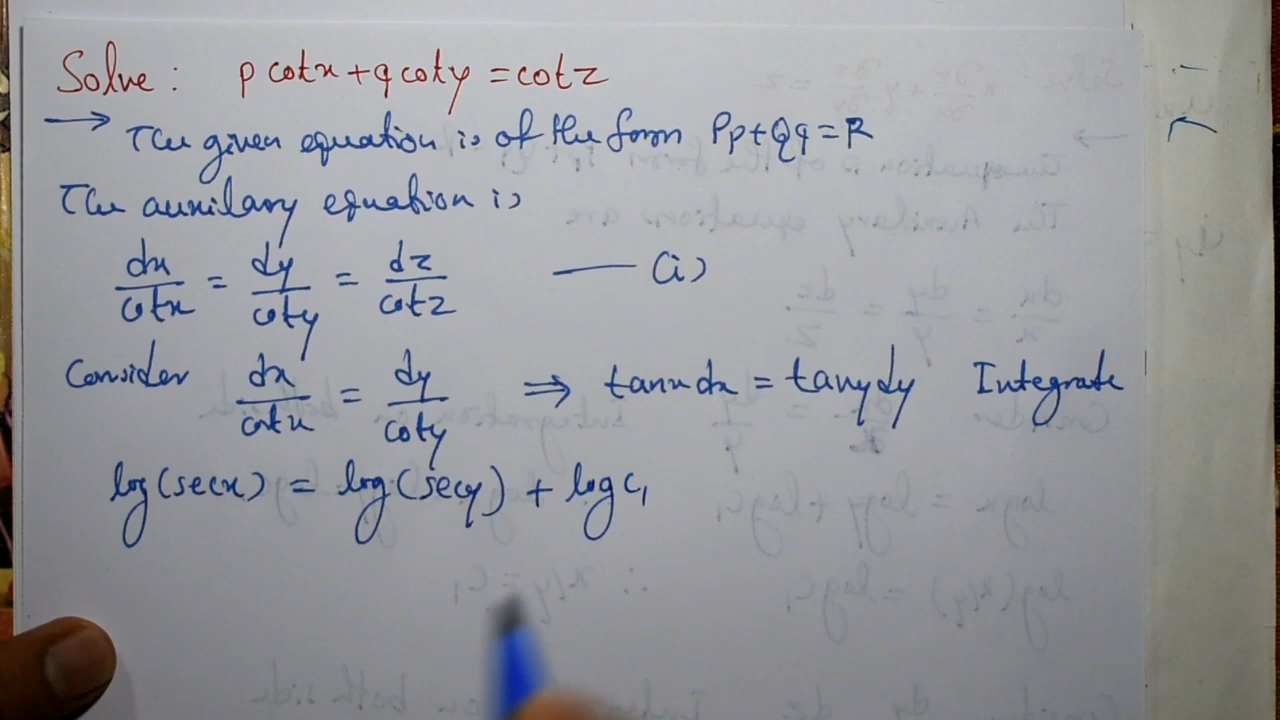 Solve : p cotx + q coty = cotz
→ The given equation is of the form Pp+Qq=R
The auxilary equation is
dx/cotx = dy/coty = dz/cotz — (i)
Consider dx/cotx = dy/coty ⇒ tanx dx = tany dy Integrate
log(secx) = log(secy) + log c₁